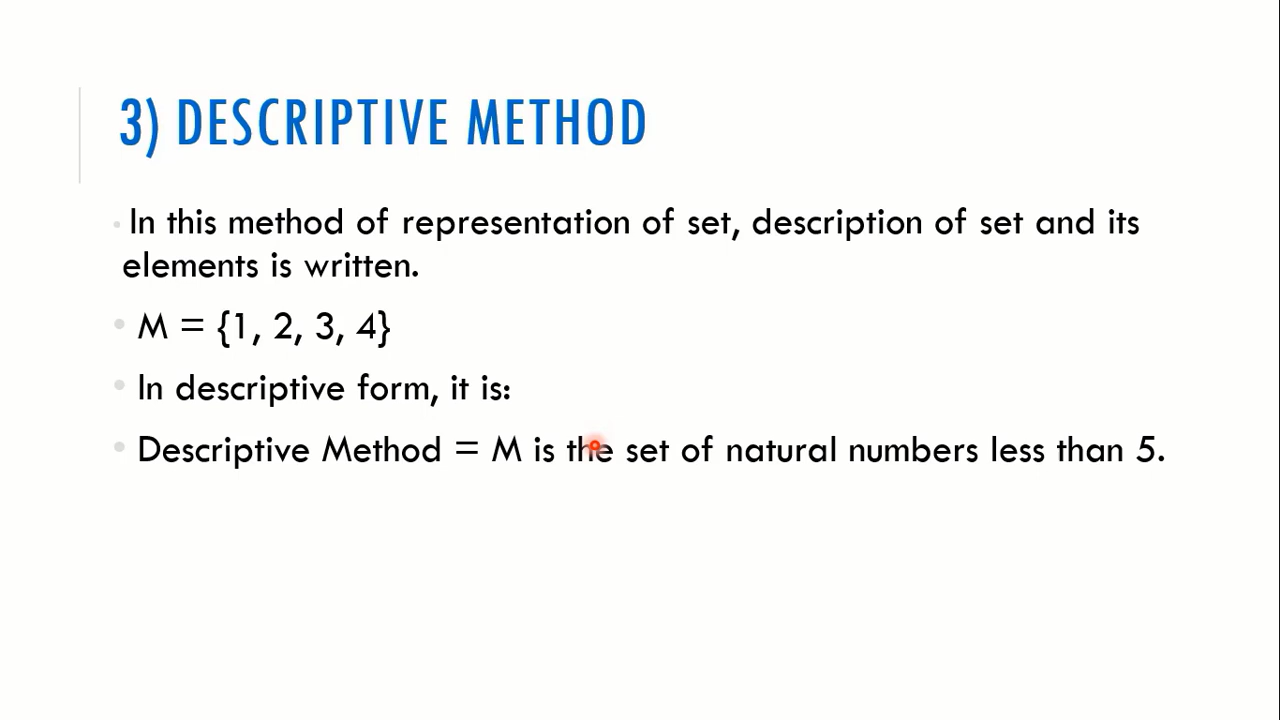 3) DESCRIPTIVE METHOD
In this method of representation of set, description of set and its
elements is written.
M = {1, 2, 3, 4}
In descriptive form, it is:
Descriptive Method = M is the set of natural numbers less than 5.